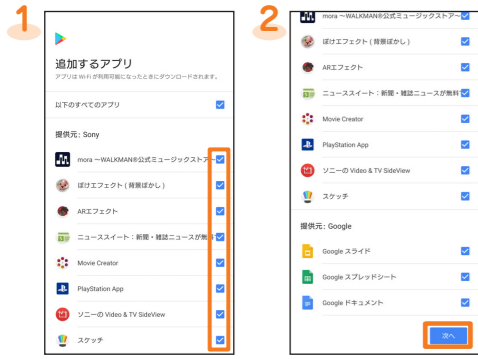 1
追加するアプリ
アプリは Wi-Fi が利用可能になったときにダウンロードされます。
以下のすべてのアプリ
提供元: Sony
mora ～WALKMAN®公式ミュージックストア～
ぼけエフェクト ( 背景ぼかし )
ARエフェクト
ニューススイート：新聞・雑誌ニュースが無料
Movie Creator
PlayStation App
ソニーの Video & TV SideView
スケッチ
2
mora ～WALKMAN®公式ミュージックストア～
ぼけエフェクト ( 背景ぼかし )
ARエフェクト
ニューススイート：新聞・雑誌ニュースが無料
Movie Creator
PlayStation App
ソニーの Video & TV SideView
スケッチ
提供元: Google
Google スライド
Google スプレッドシート
Google ドキュメント
次へ